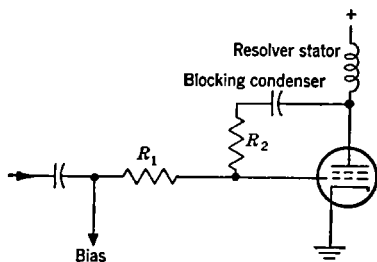 +
Resolver stator
Blocking condenser
R1
R2
Bias